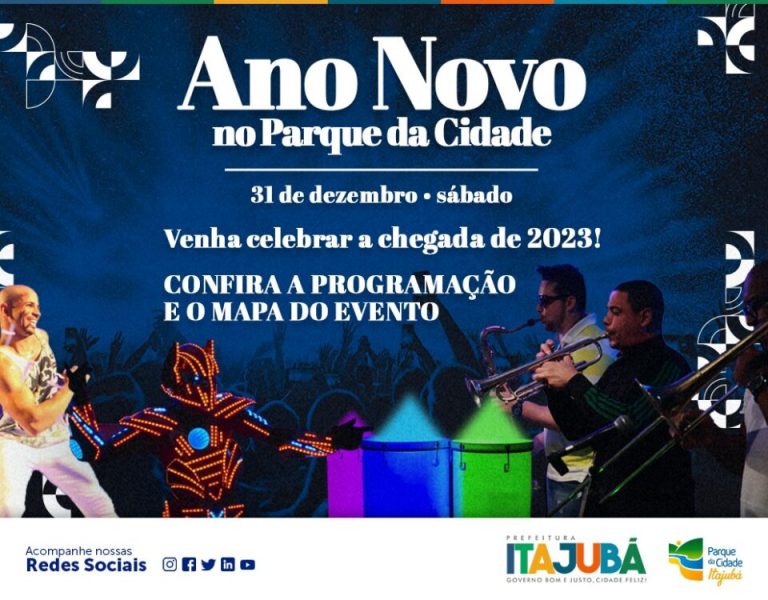 Ano Novo
no Parque da Cidade
31 de dezembro • sábado
Venha celebrar a chegada de 2023!
CONFIRA A PROGRAMAÇÃO
E O MAPA DO EVENTO
Acompanhe nossas
Redes Sociais
PREFEITURA
ITAJUBÁ
GOVERNO BOM E JUSTO, CIDADE FELIZ!
Parque
da Cidade
Itajubá